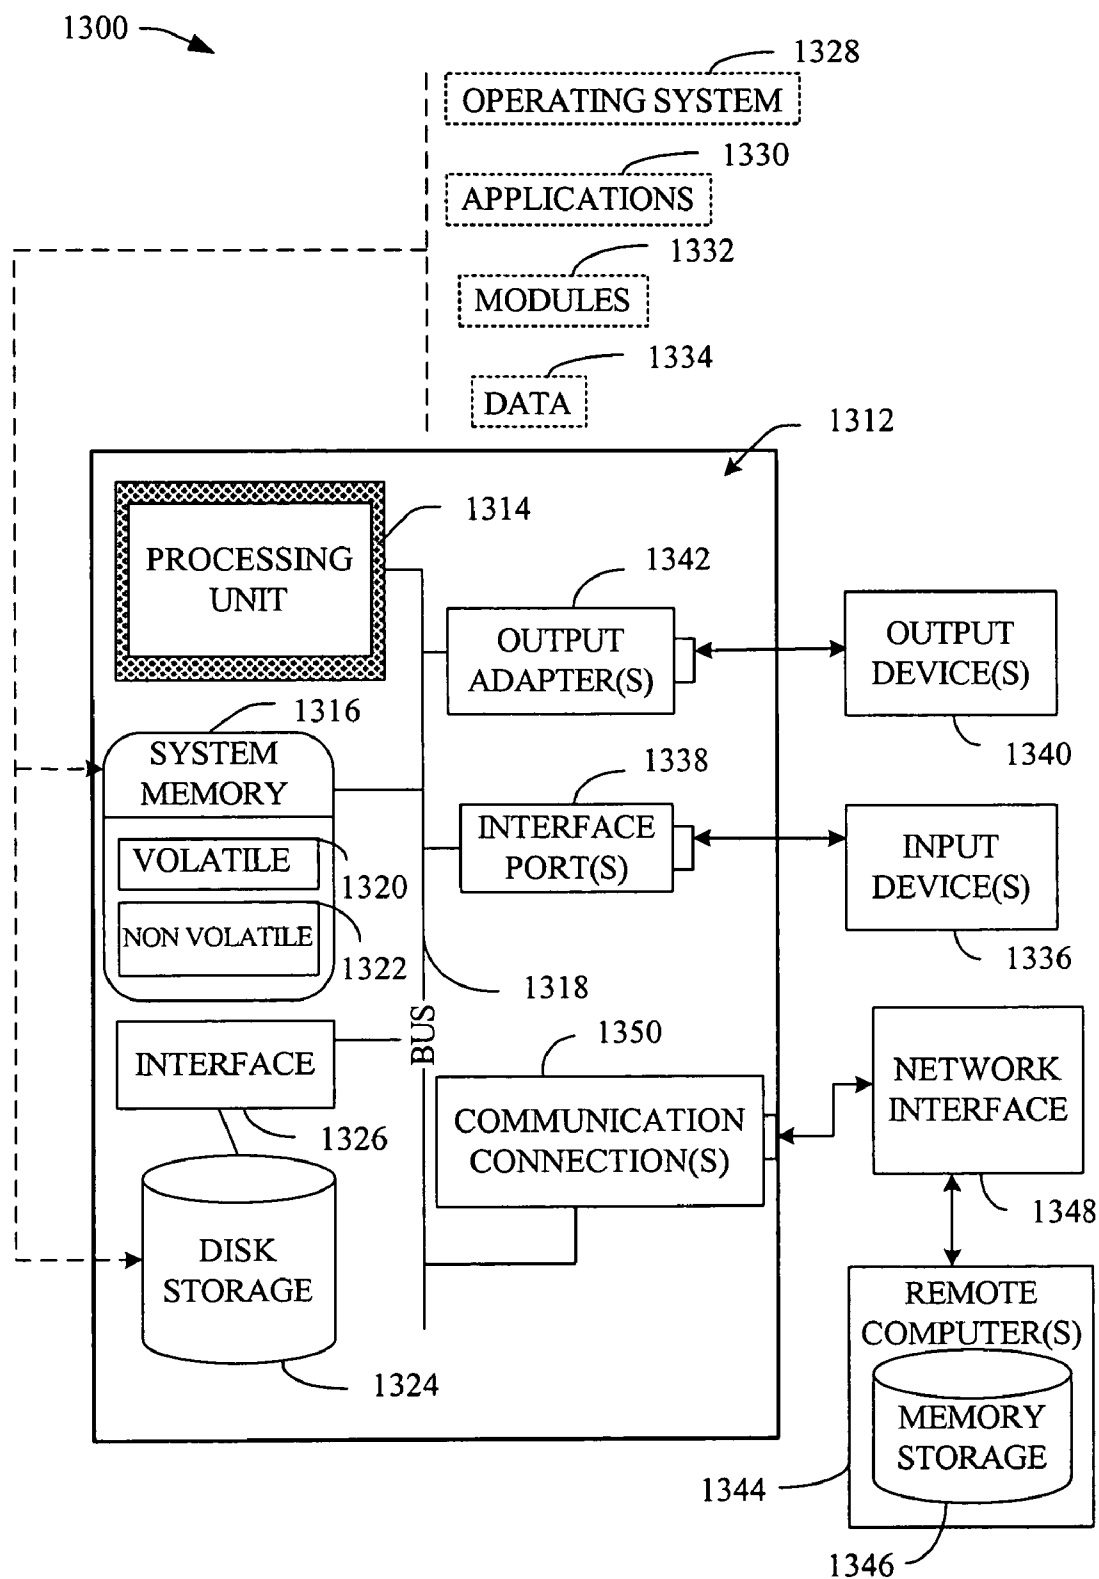 1300
1328
OPERATING SYSTEM
1330
APPLICATIONS
1332
MODULES
1334
DATA
1312
1314
PROCESSING
UNIT
1342
OUTPUT
ADAPTER(S)
OUTPUT
DEVICE(S)
1340
1316
SYSTEM
MEMORY
1338
INTERFACE
PORT(S)
INPUT
DEVICE(S)
1336
VOLATILE
1320
NON VOLATILE
1322
1318
BUS
1350
INTERFACE
1326
COMMUNICATION
CONNECTION(S)
NETWORK
INTERFACE
1348
DISK
STORAGE
1324
REMOTE
COMPUTER(S)
MEMORY
STORAGE
1344
1346